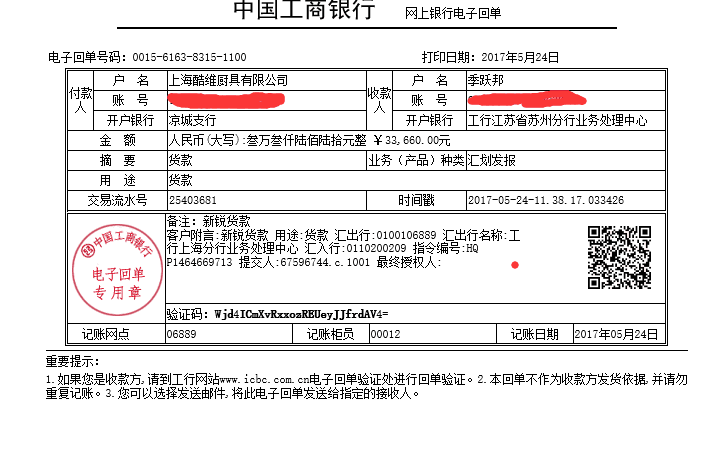 中国工商银行 网上银行电子回单
电子回单号码: 0015-6163-8315-1100 打印日期: 2017年5月24日
付款人 户 名 上海酷维厨具有限公司 收款人 户 名 季跃邦
账 号 账 号
开户银行 凉城支行 开户银行 工行江苏省苏州分行业务处理中心
金 额 人民币(大写):叁万叁仟陆佰陆拾元整 ￥33,660.00元
摘 要 货款 业务（产品）种类 汇划发报
用 途 货款
交易流水号 25403681 时间戳 2017-05-24-11.38.17.033426
中国工商银行
电子回单
专用章
备注: 新锐货款
客户附言:新锐货款 用途:货款 汇出行:0100106889 汇出行名称:工
行上海分行业务处理中心 汇入行:0110200209 指令编号:HQ
P1464669713 提交人:67596744.c.1001 最终授权人:
验证码: Wjd4ICmXvRxxozREUeyJJfrdAV4=
记账网点 06889 记账柜员 00012 记账日期 2017年05月24日
重要提示:
1.如果您是收款方,请到工行网站www.icbc.com.cn电子回单验证处进行回单验证。2.本回单不作为收款方发货依据,并请勿
重复记账。3.您可以选择发送邮件,将此电子回单发送给指定的接收人。